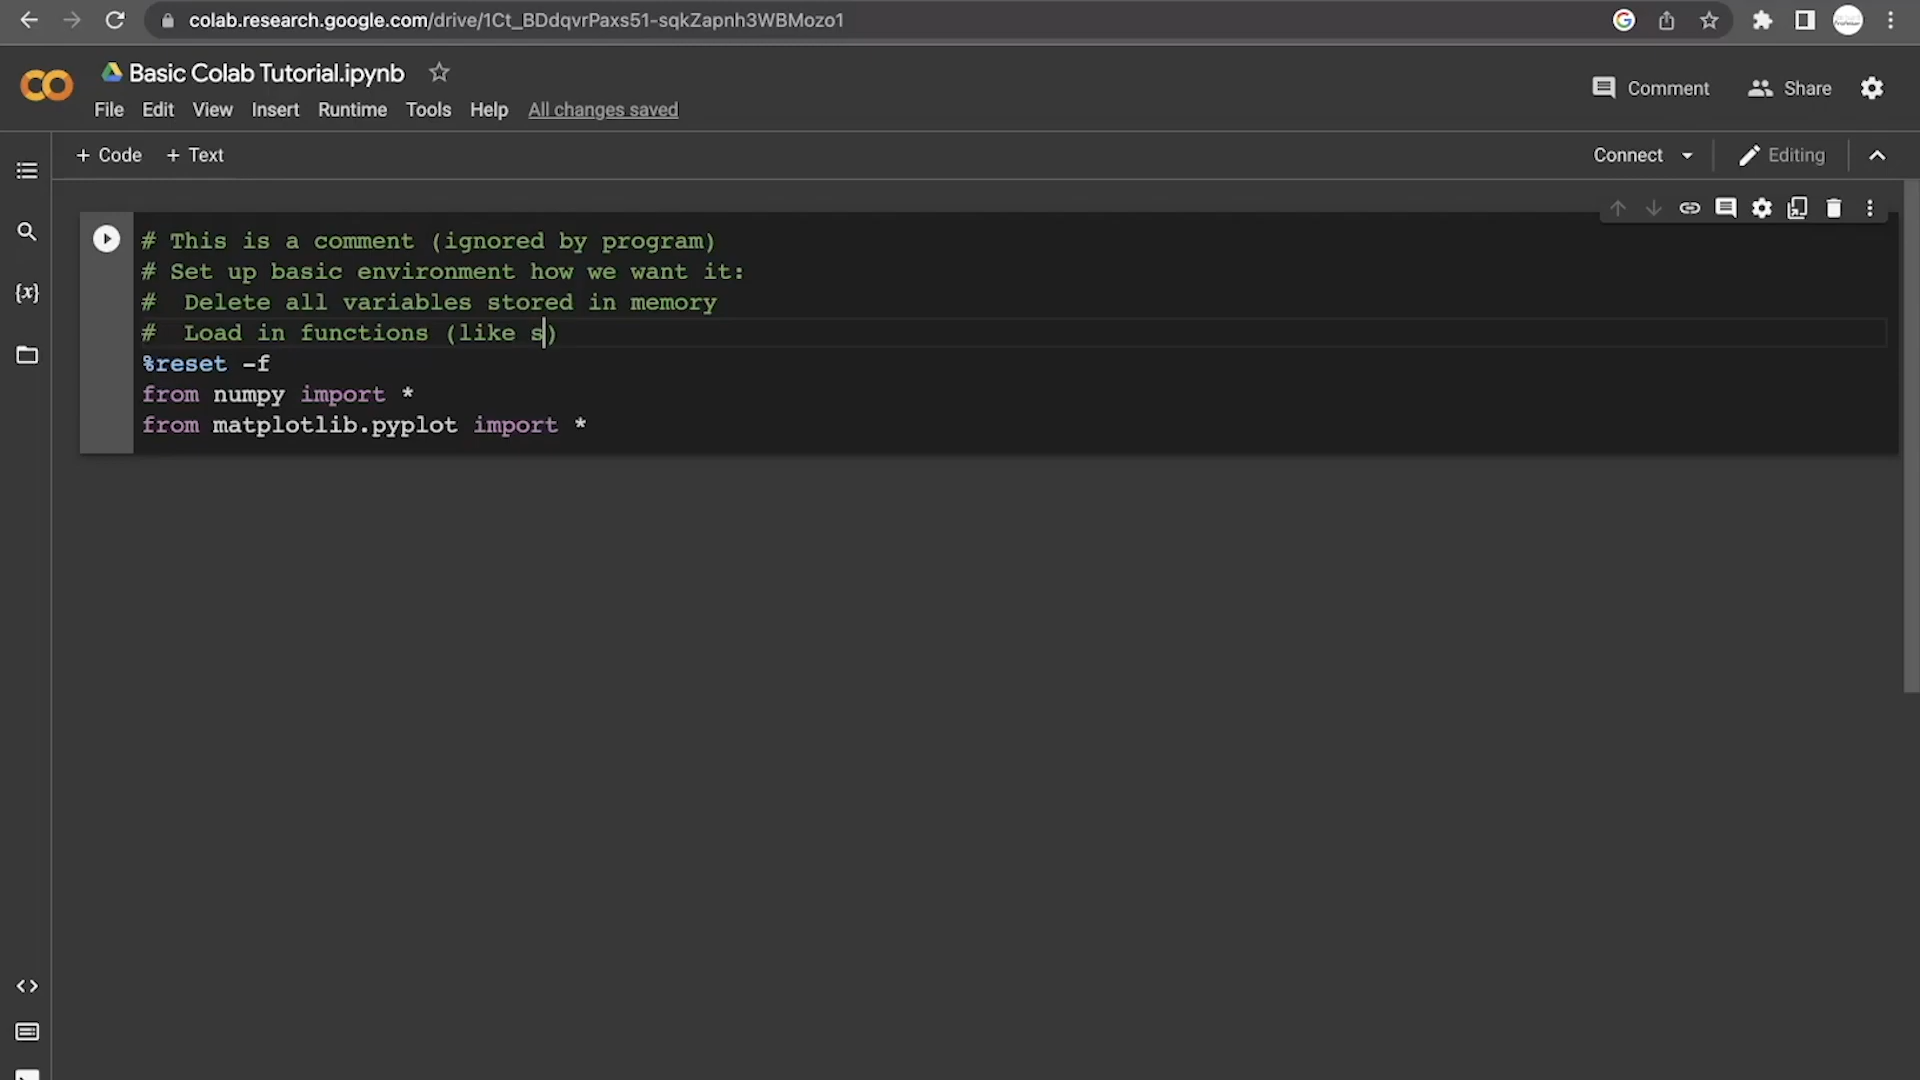 colab.research.google.com/drive/1Ct_BDdqvrPaxs51-sqkZapnh3WBMozo1
Basic Colab Tutorial.ipynb
File Edit View Insert Runtime Tools Help All changes saved
Comment Share
+ Code + Text
Connect Editing
# This is a comment (ignored by program)
# Set up basic environment how we want it:
#  Delete all variables stored in memory
#  Load in functions (like s)
%reset -f
from numpy import *
from matplotlib.pyplot import *